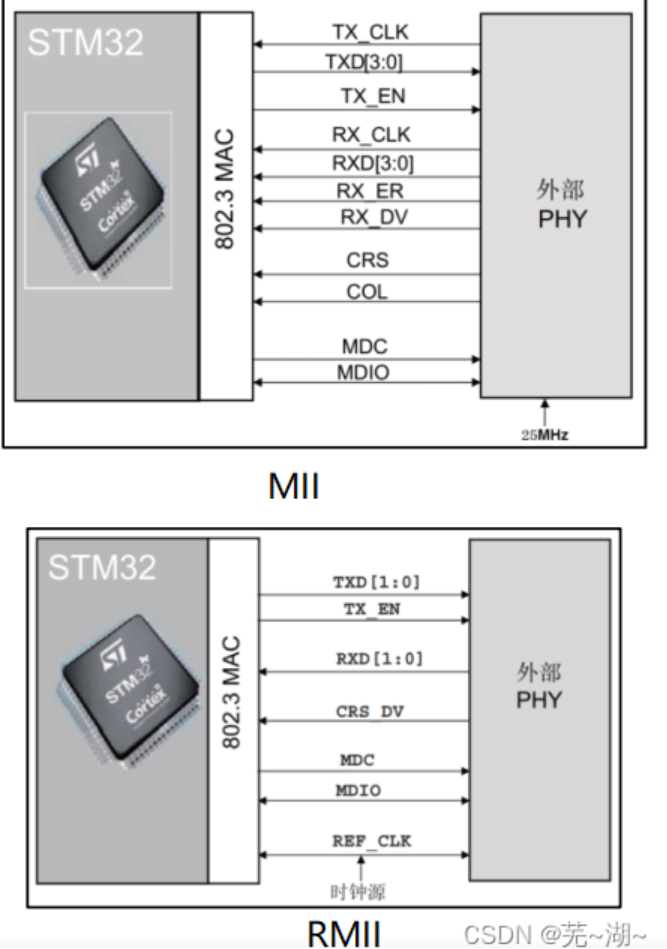 STM32
TX_CLK
TXD[3:0]
TX_EN
RX_CLK
RXD[3:0]
RX_ER
RX_DV
CRS
COL
MDC
MDIO
802.3 MAC
STM32
Cortex
外部
PHY
25MHz
MII
STM32
TXD[1:0]
TX_EN
RXD[1:0]
CRS_DV
MDC
MDIO
REF_CLK
时钟源
802.3 MAC
STM32
Cortex
外部
PHY
RMII
CSDN @芜~湖~